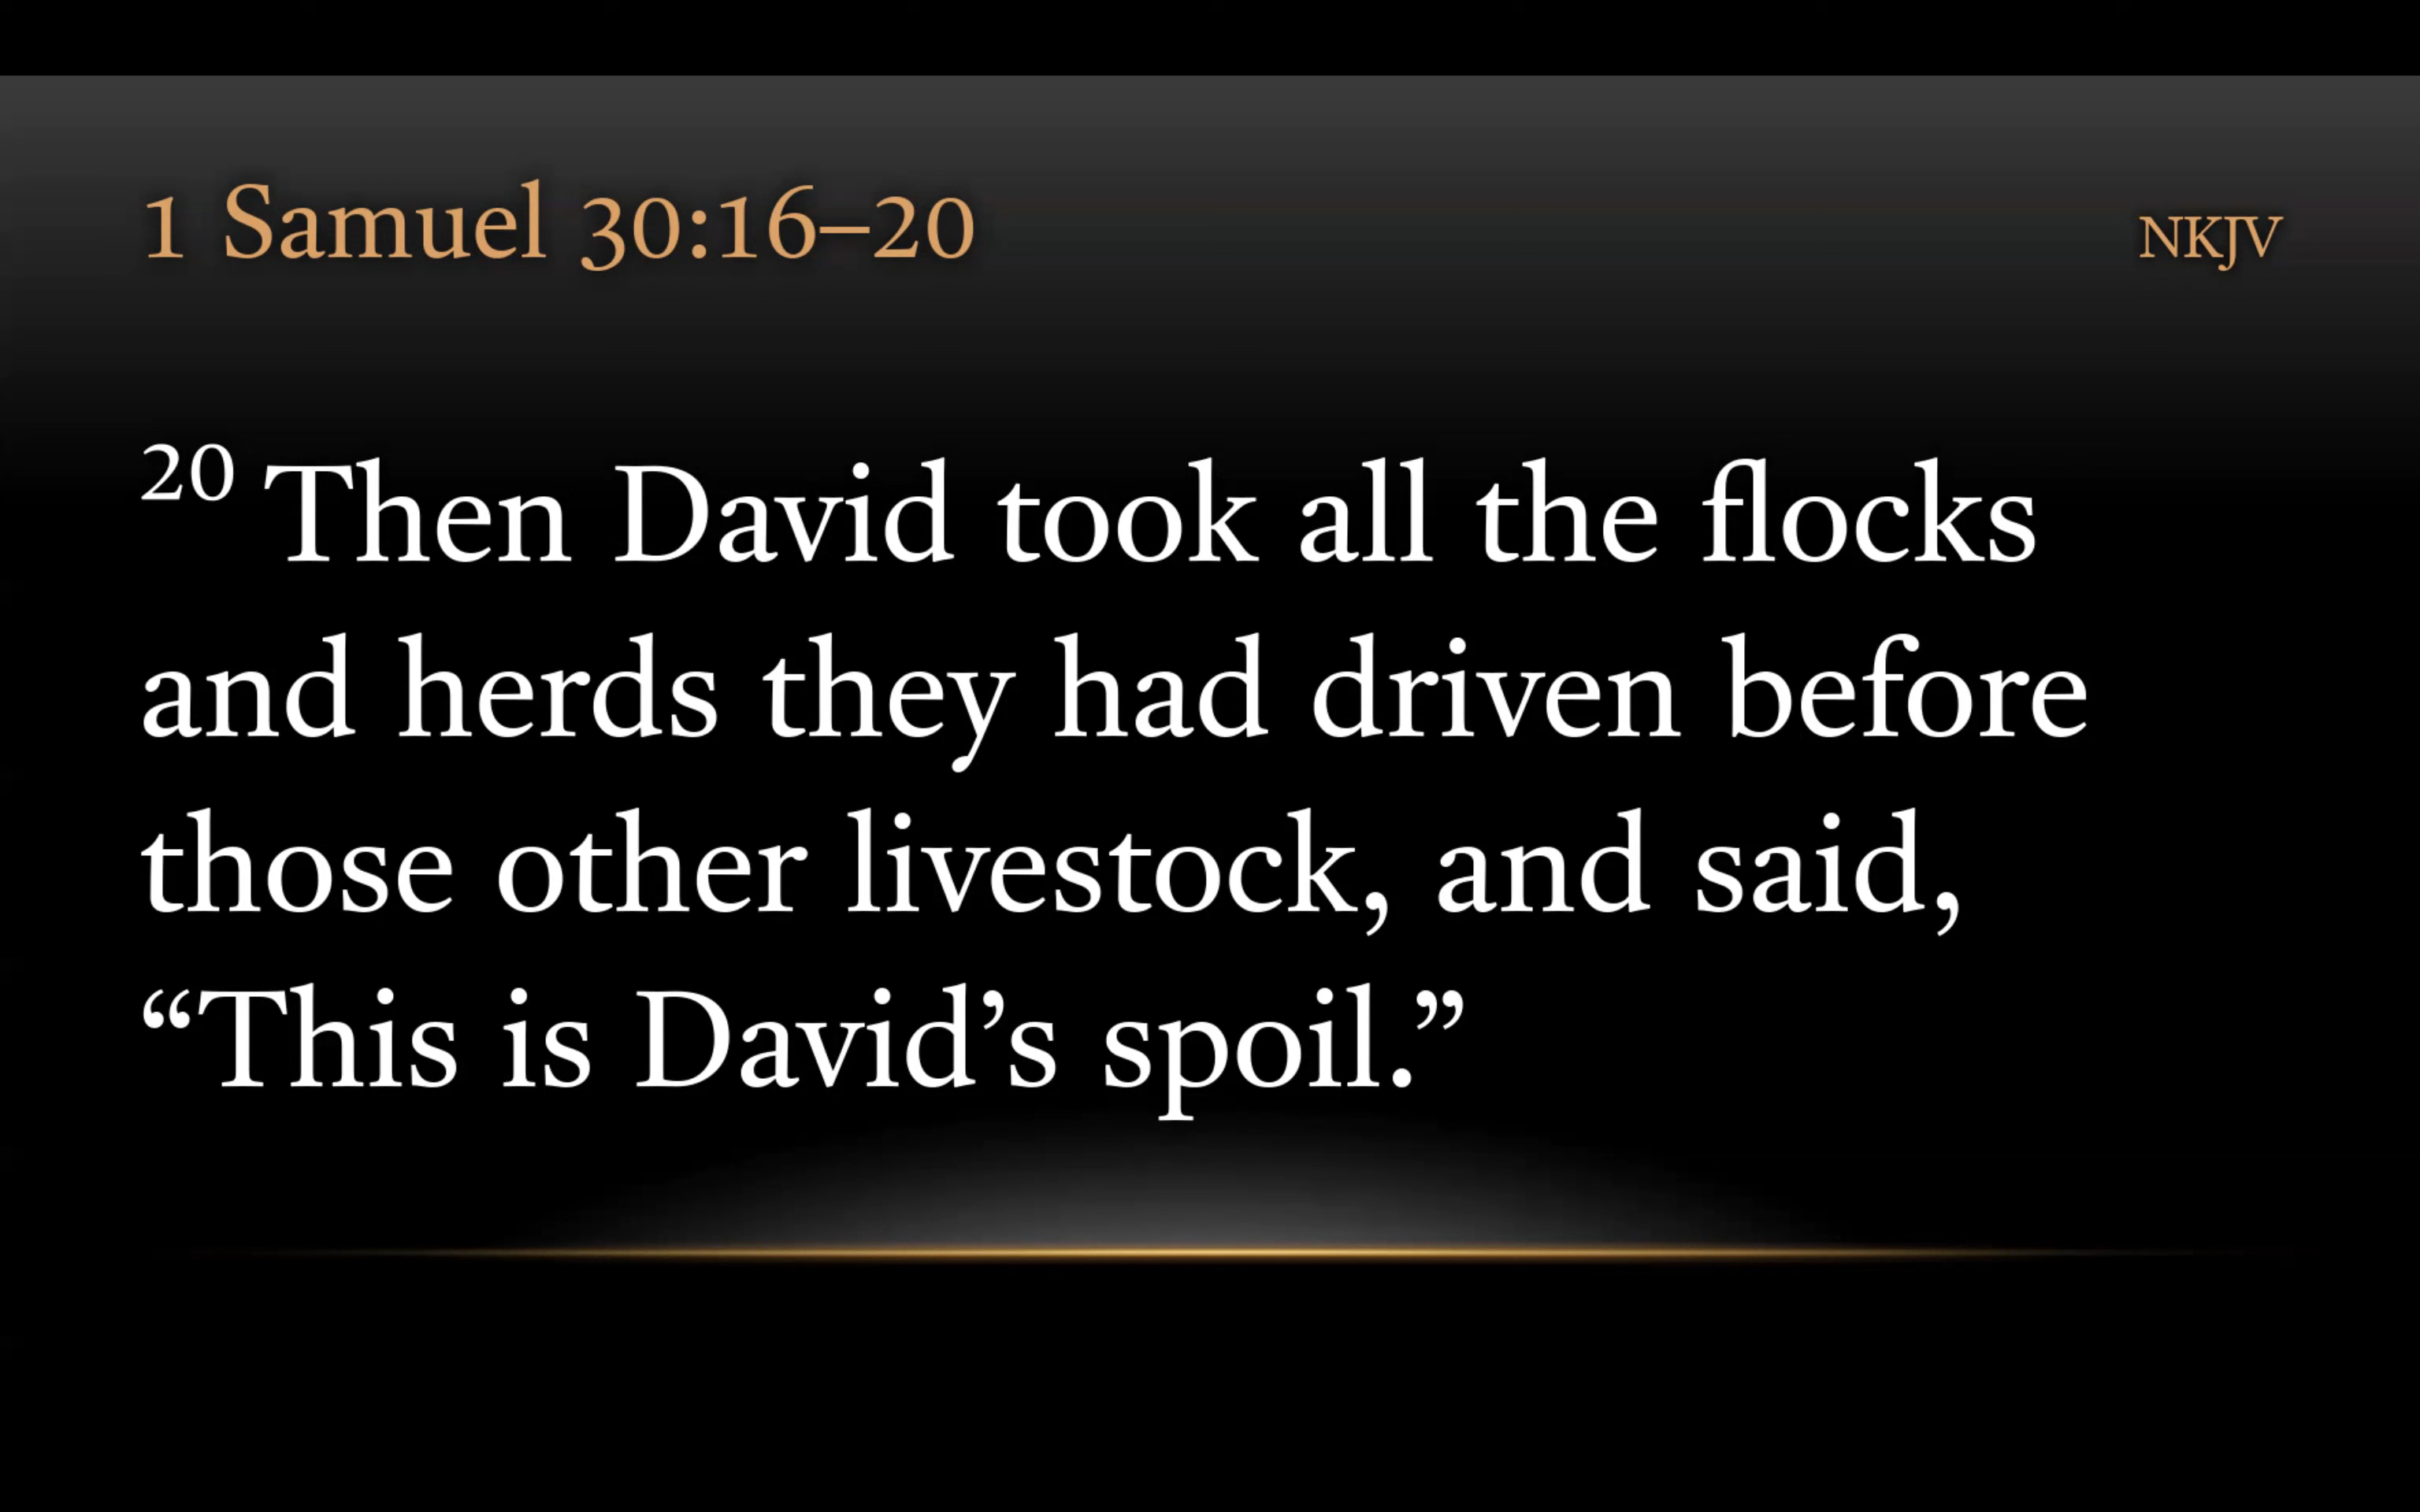 1 Samuel 30:16–20 NKJV
20 Then David took all the flocks
and herds they had driven before
those other livestock, and said,
“This is David’s spoil.”